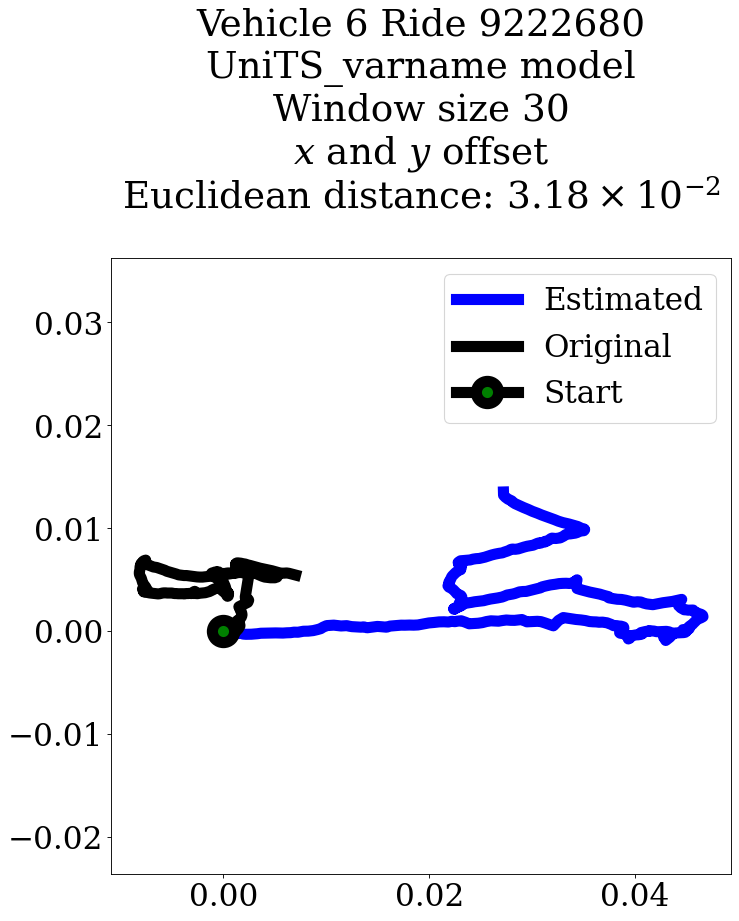 Vehicle 6 Ride 9222680
UniTS_varname model
Window size 30
x and y offset
Euclidean distance: 3.18 × 10⁻²
Estimated
Original
Start
0.03
0.02
0.01
0.00
−0.01
−0.02
0.00 0.02 0.04